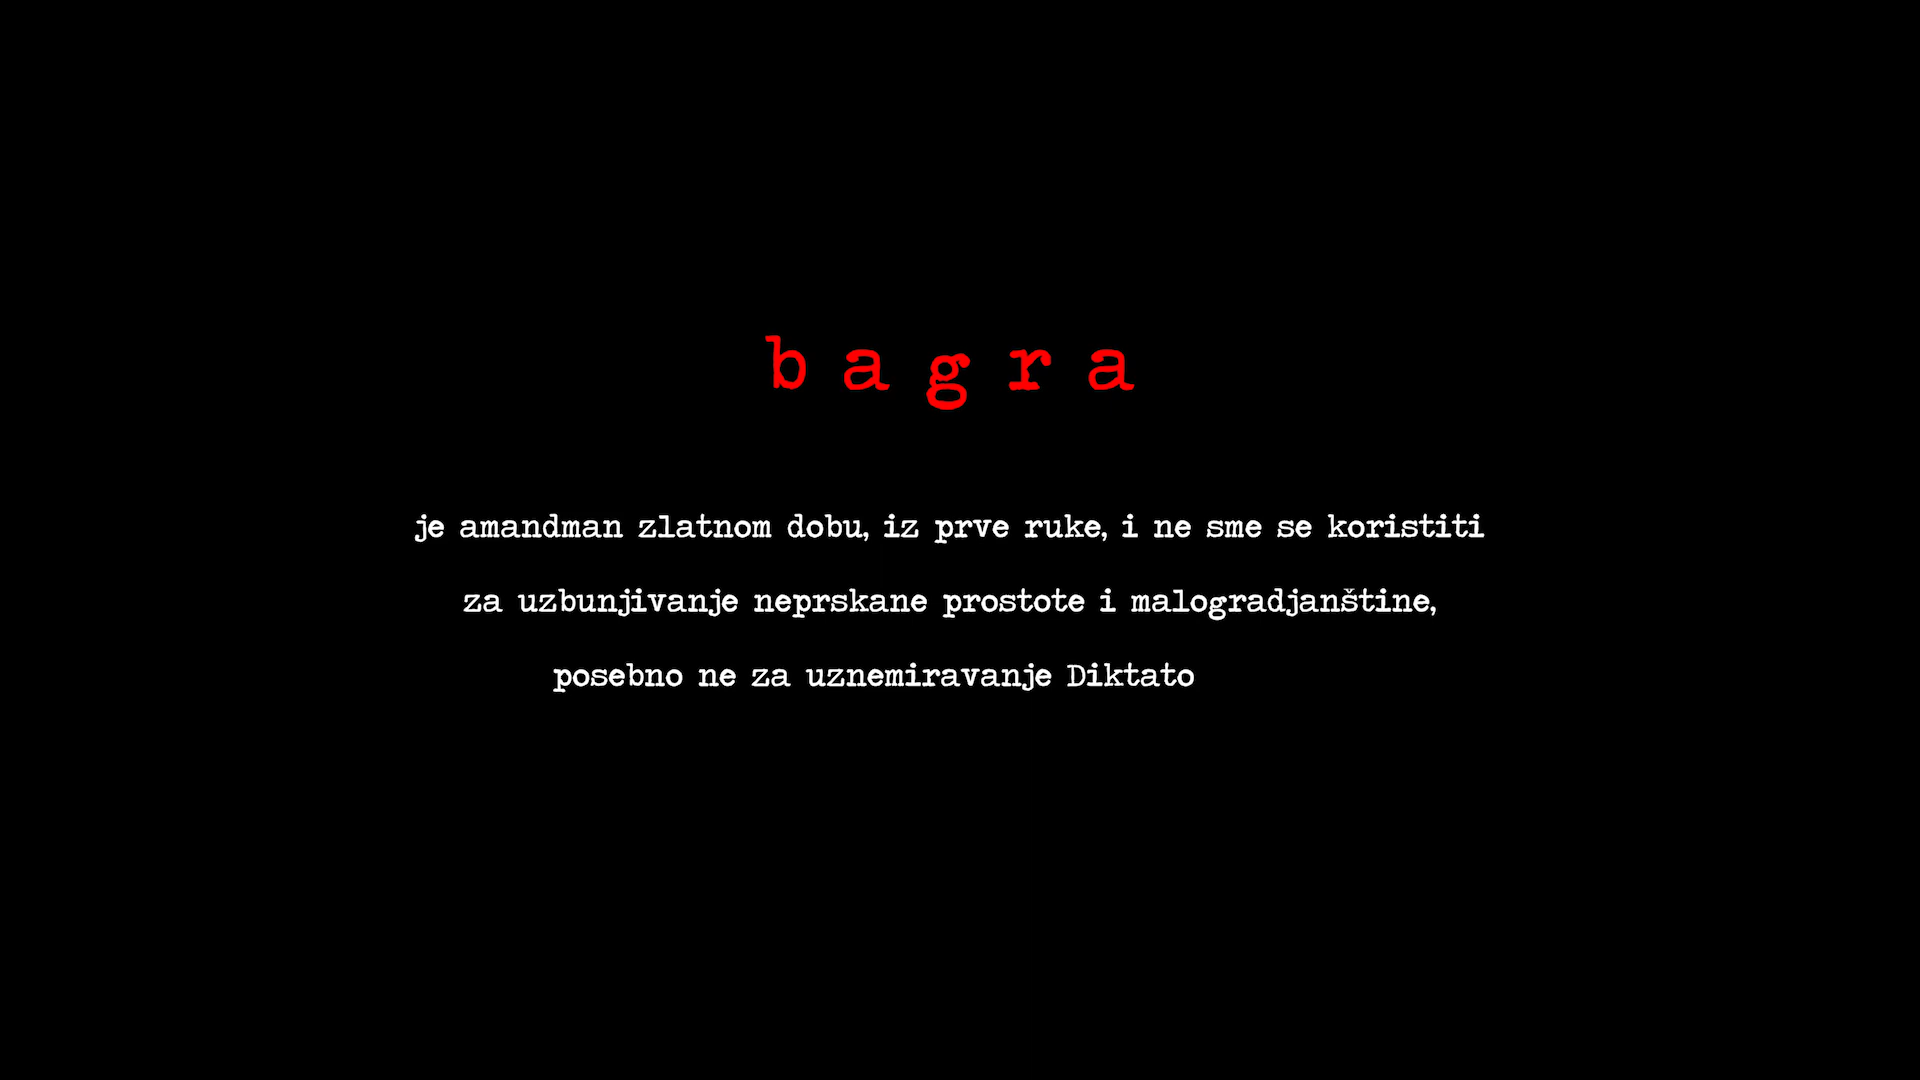 b a g r a
je amandman zlatnom dobu, iz prve ruke, i ne sme se koristiti
za uzbunjivanje neprskane prostote i malogradjanštine,
posebno ne za uznemiravanje Diktato